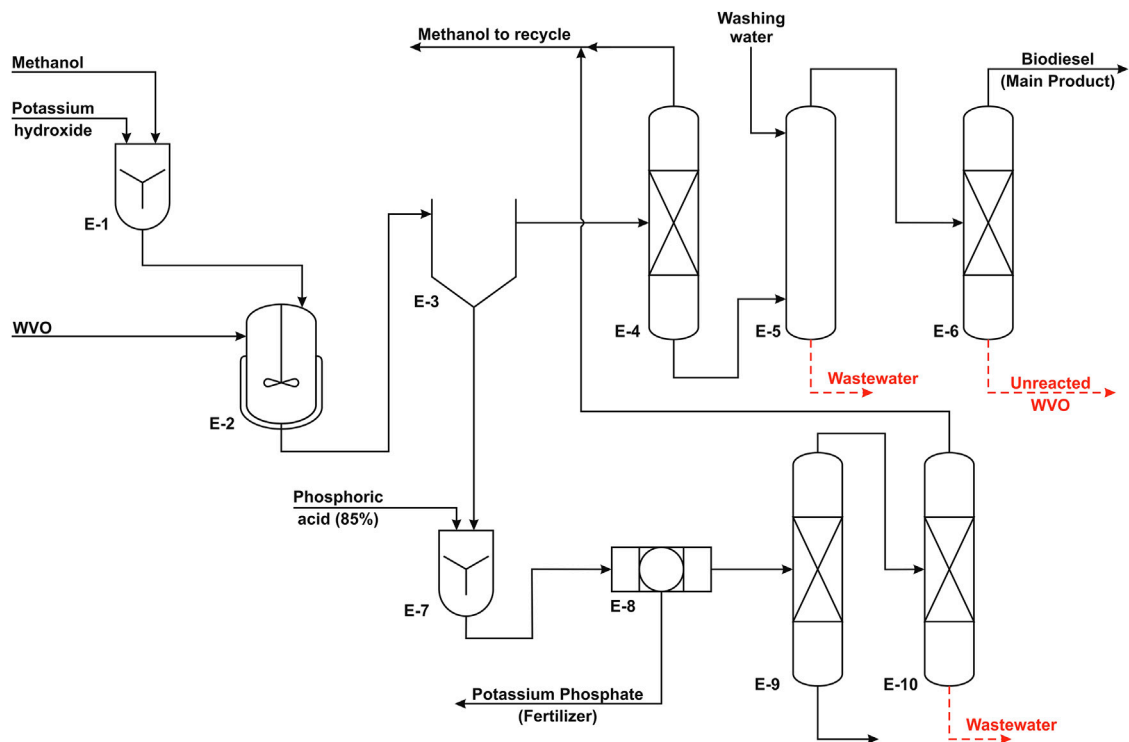 Washing
water
Methanol to recycle
Biodiesel
(Main Product)
Methanol
Potassium
hydroxide
E-1
E-3
WVO
E-4
E-5
E-6
Wastewater
Unreacted
WVO
E-2
Phosphoric
acid (85%)
E-7
E-8
E-9
E-10
Potassium Phosphate
(Fertilizer)
Wastewater